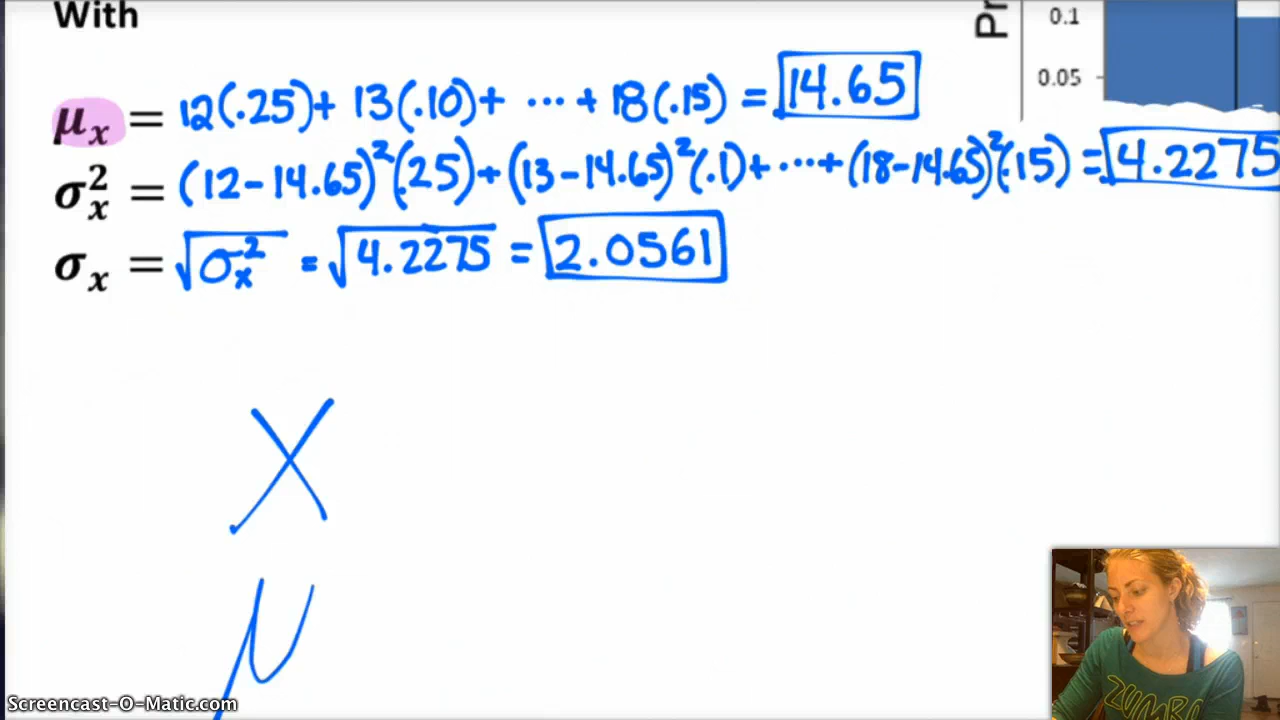 With
Pr
0.1
0.05
μx = 12(.25)+ 13(.10)+ ... + 18(.15) = 14.65
σ²x = (12-14.65)²(.25)+(13-14.65)²(.1)+...+(18-14.65)²(.15)=4.2275
σx = √σ²x = √4.2275 = 2.0561
X
μ
ZUMBA
Screencast-O-Matic.com